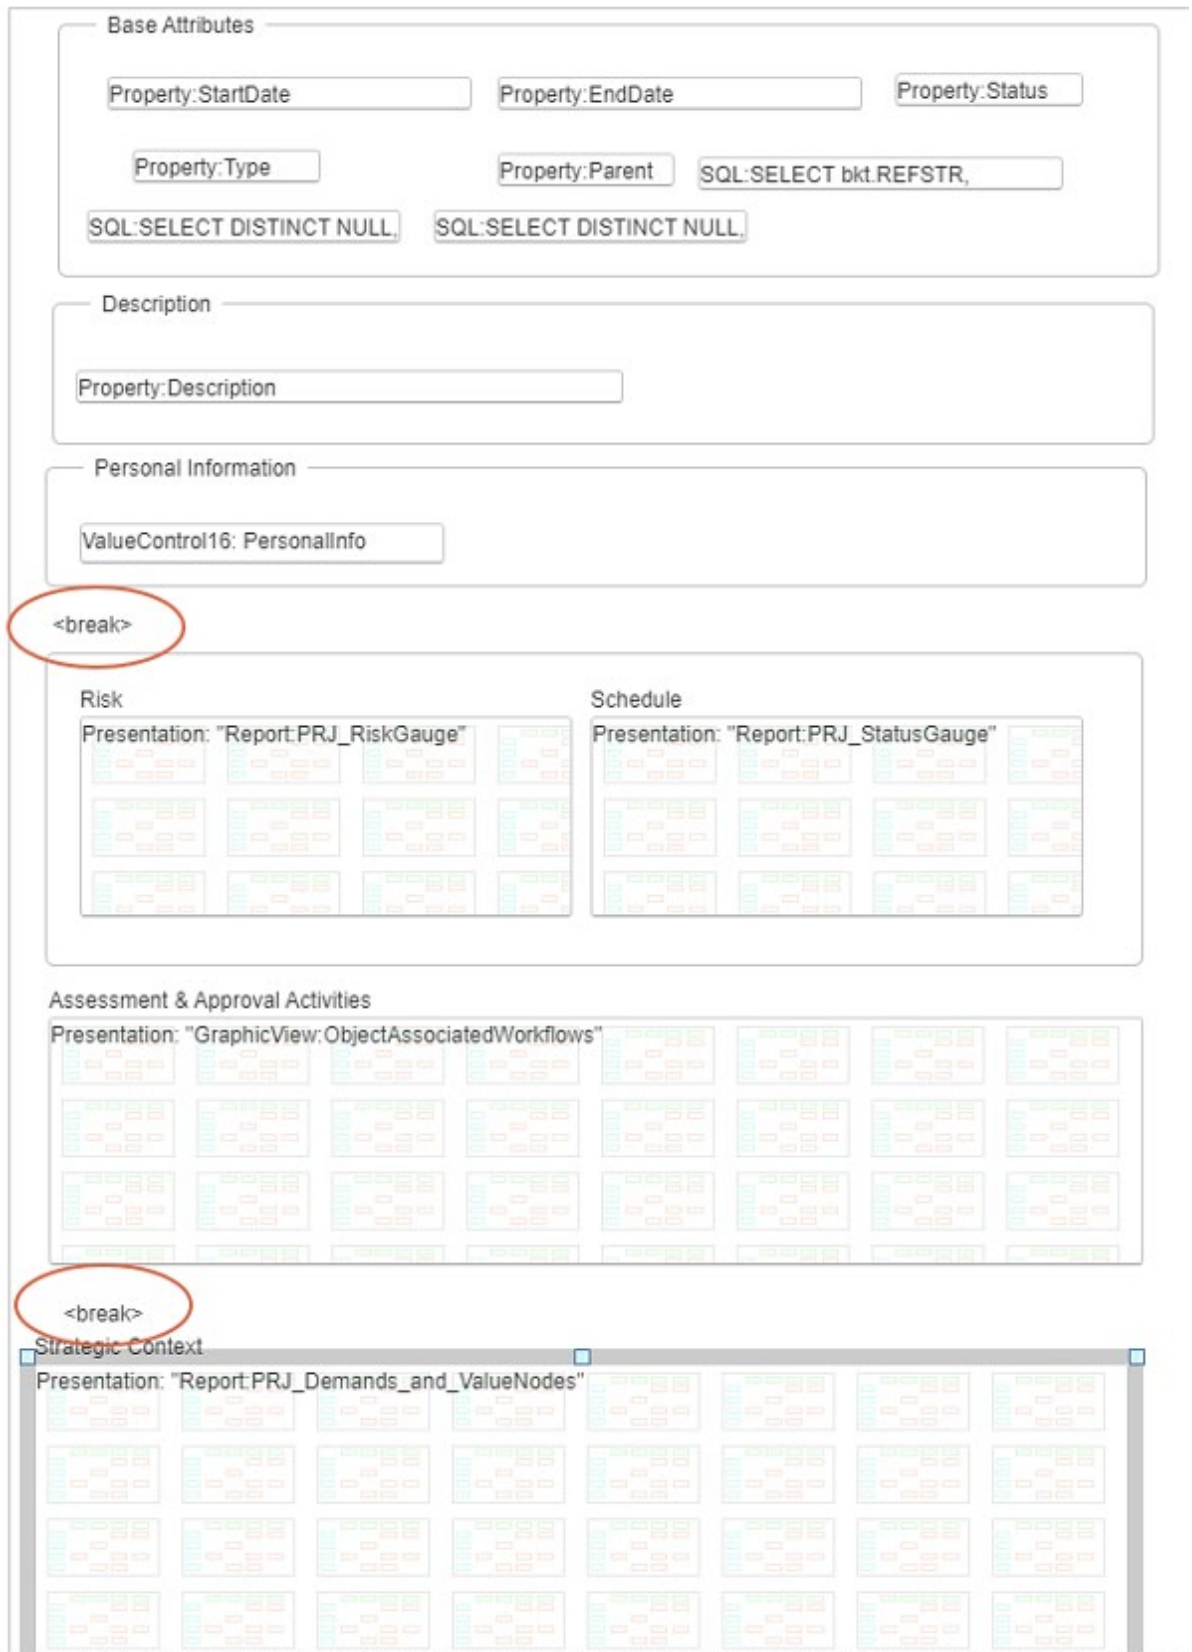 Base Attributes
Property:StartDate
Property:EndDate
Property:Status
Property:Type
Property:Parent
SQL:SELECT bkt.REFSTR,
SQL:SELECT DISTINCT NULL,
SQL:SELECT DISTINCT NULL,
Description
Property:Description
Personal Information
ValueControl16: PersonalInfo
<break>
Risk
Schedule
Presentation: "Report:PRJ_RiskGauge"
Presentation: "Report:PRJ_StatusGauge"
Assessment & Approval Activities
Presentation: "GraphicView:ObjectAssociatedWorkflows"
<break>
Strategic Context
Presentation: "Report:PRJ_Demands_and_ValueNodes"